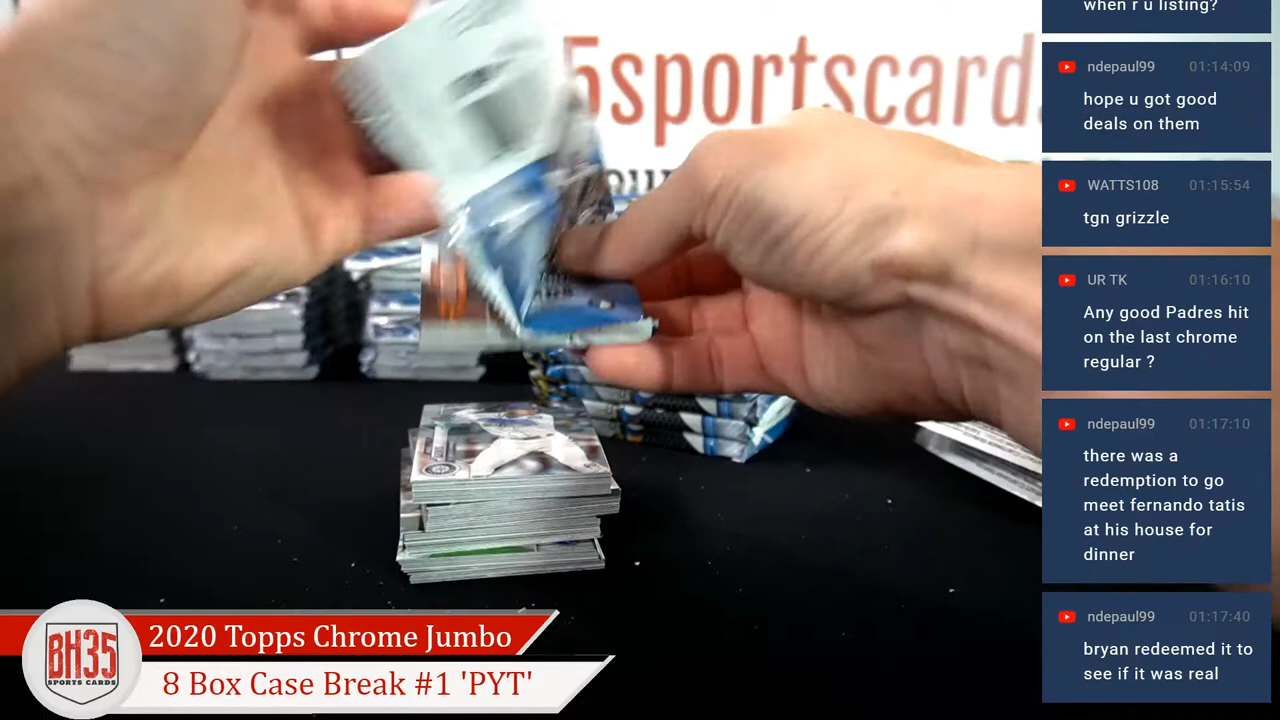 when r u listing?
ndepaul99 01:14:09
hope u got good
deals on them
WATTS108 01:15:54
tgn grizzle
UR TK 01:16:10
Any good Padres hit
on the last chrome
regular ?
ndepaul99 01:17:10
there was a
redemption to go
meet fernando tatis
at his house for
dinner
ndepaul99 01:17:40
bryan redeemed it to
see if it was real
5sportscard
BH35
SPORTS CARDS
2020 Topps Chrome Jumbo
8 Box Case Break #1 'PYT'